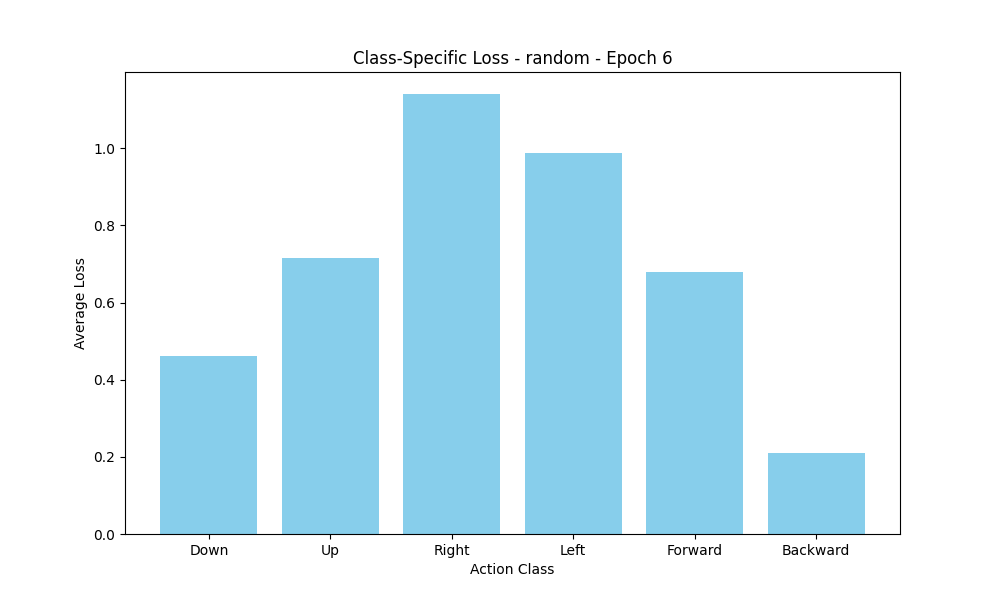 Class-Specific Loss - random - Epoch 6
Average Loss
1.0
0.8
0.6
0.4
0.2
0.0
Down Up Right Left Forward Backward
Action Class